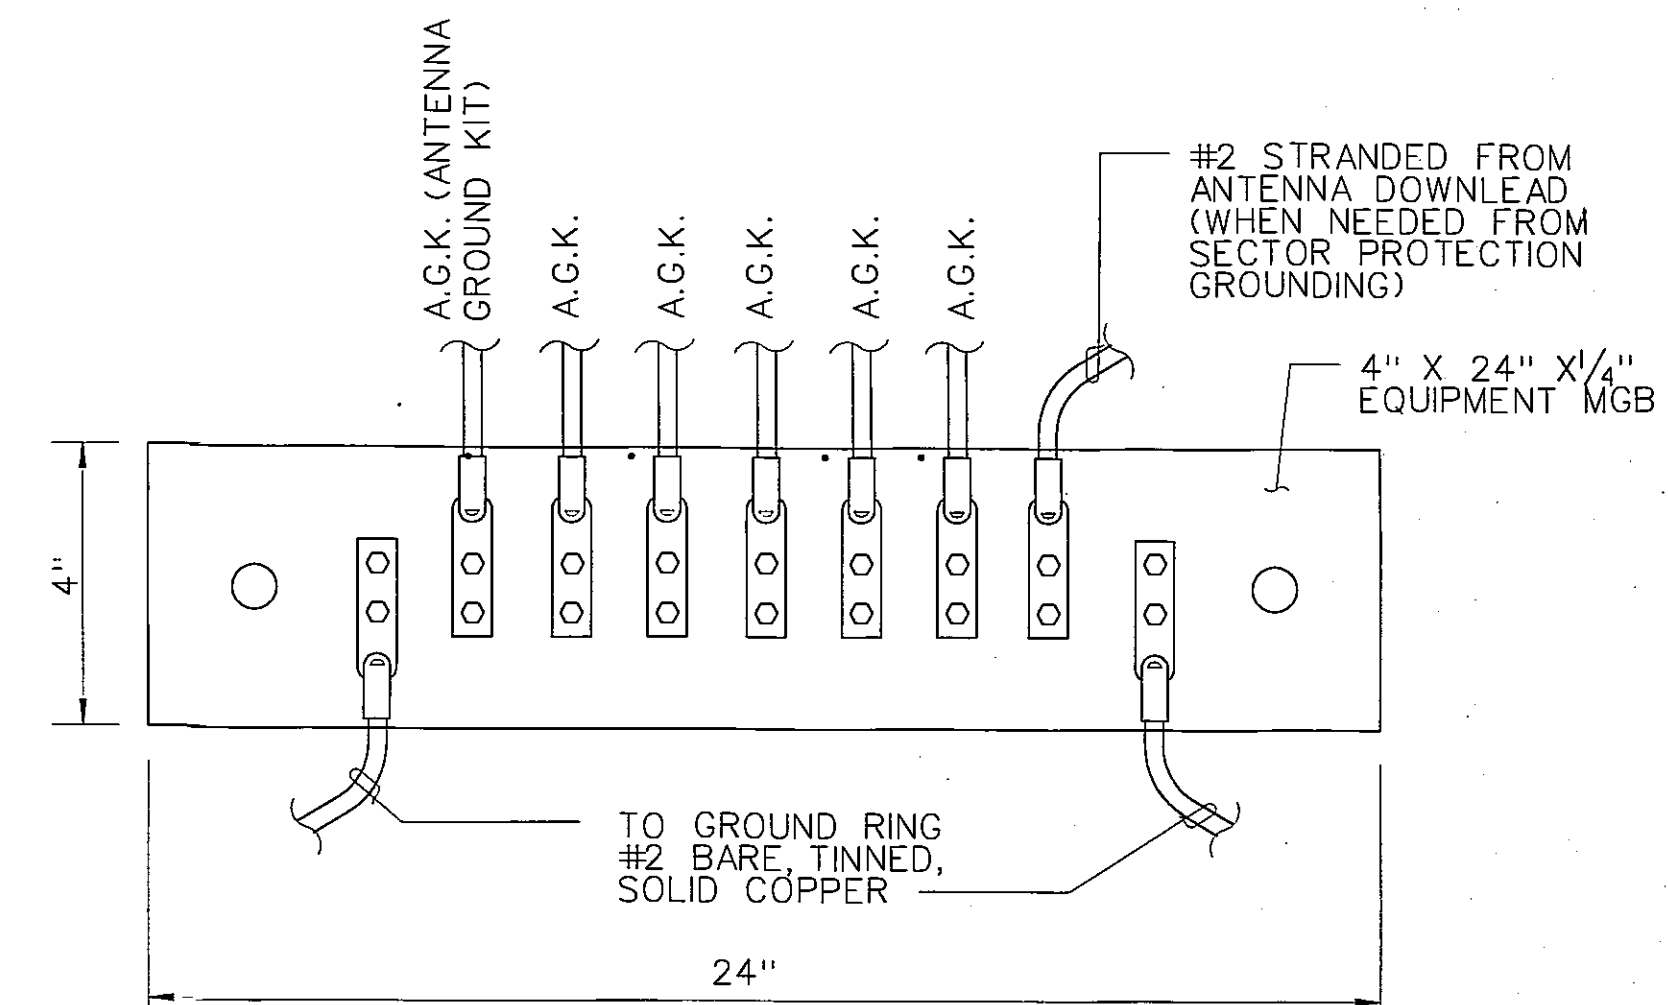 A.G.K. (ANTENNA
GROUND KIT)
A.G.K.
A.G.K.
A.G.K.
A.G.K.
A.G.K.
#2 STRANDED FROM
ANTENNA DOWNLEAD
(WHEN NEEDED FROM
SECTOR PROTECTION
GROUNDING)
4" X 24" X1/4"
EQUIPMENT MGB
4"
TO GROUND RING
#2 BARE, TINNED,
SOLID COPPER
24"